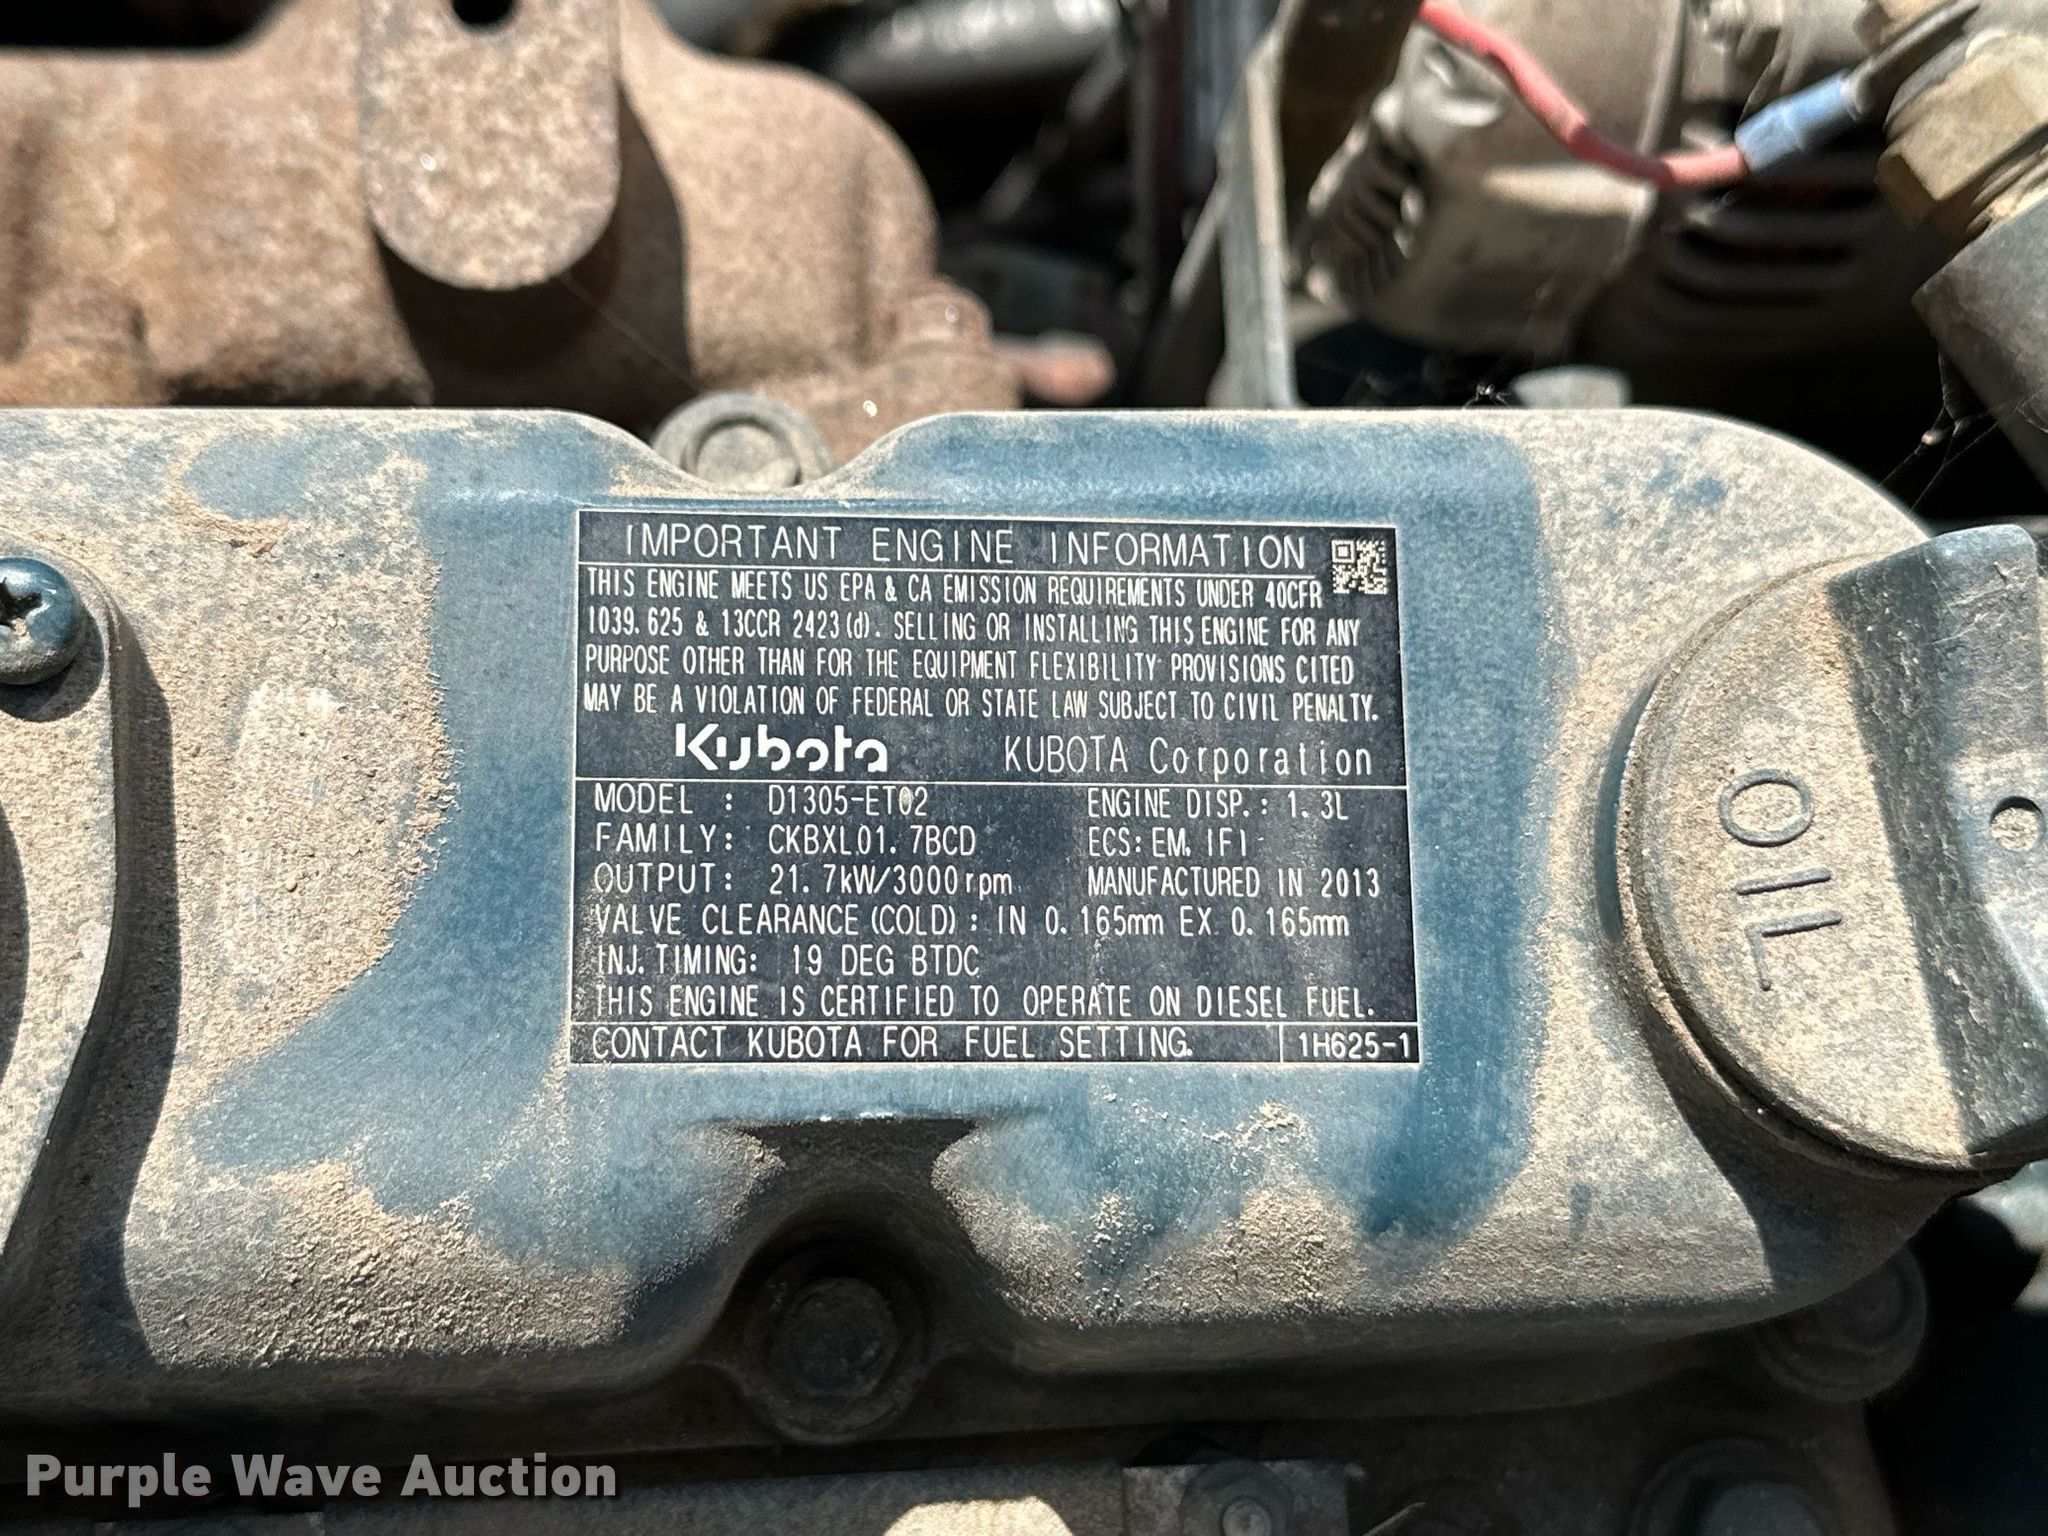 IMPORTANT ENGINE INFORMATION
THIS ENGINE MEETS US EPA & CA EMISSION REQUIREMENTS UNDER 40CFR
1039.625 & 13CCR 2423(d). SELLING OR INSTALLING THIS ENGINE FOR ANY
PURPOSE OTHER THAN FOR THE EQUIPMENT FLEXIBILITY PROVISIONS CITED
MAY BE A VIOLATION OF FEDERAL OR STATE LAW SUBJECT TO CIVIL PENALTY.
Kubota KUBOTA Corporation
MODEL : D1305-ET02 ENGINE DISP.: 1.3L
FAMILY: CKBXL01.7BCD ECS: EM, IFI
OUTPUT: 21.7kW/3000rpm MANUFACTURED IN 2013
VALVE CLEARANCE (COLD): IN 0.165mm EX 0.165mm
INJ. TIMING: 19 DEG BTDC
THIS ENGINE IS CERTIFIED TO OPERATE ON DIESEL FUEL.
CONTACT KUBOTA FOR FUEL SETTING. 1H625-1
OIL
Purple Wave Auction